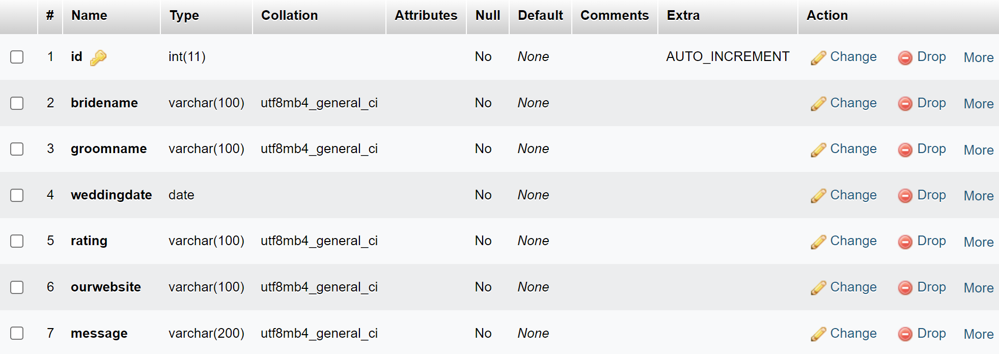 # Name Type Collation Attributes Null Default Comments Extra Action
1 id int(11) No None AUTO_INCREMENT Change Drop More
2 bridename varchar(100) utf8mb4_general_ci No None Change Drop More
3 groomname varchar(100) utf8mb4_general_ci No None Change Drop More
4 weddingdate date No None Change Drop More
5 rating varchar(100) utf8mb4_general_ci No None Change Drop More
6 ourwebsite varchar(100) utf8mb4_general_ci No None Change Drop More
7 message varchar(200) utf8mb4_general_ci No None Change Drop More